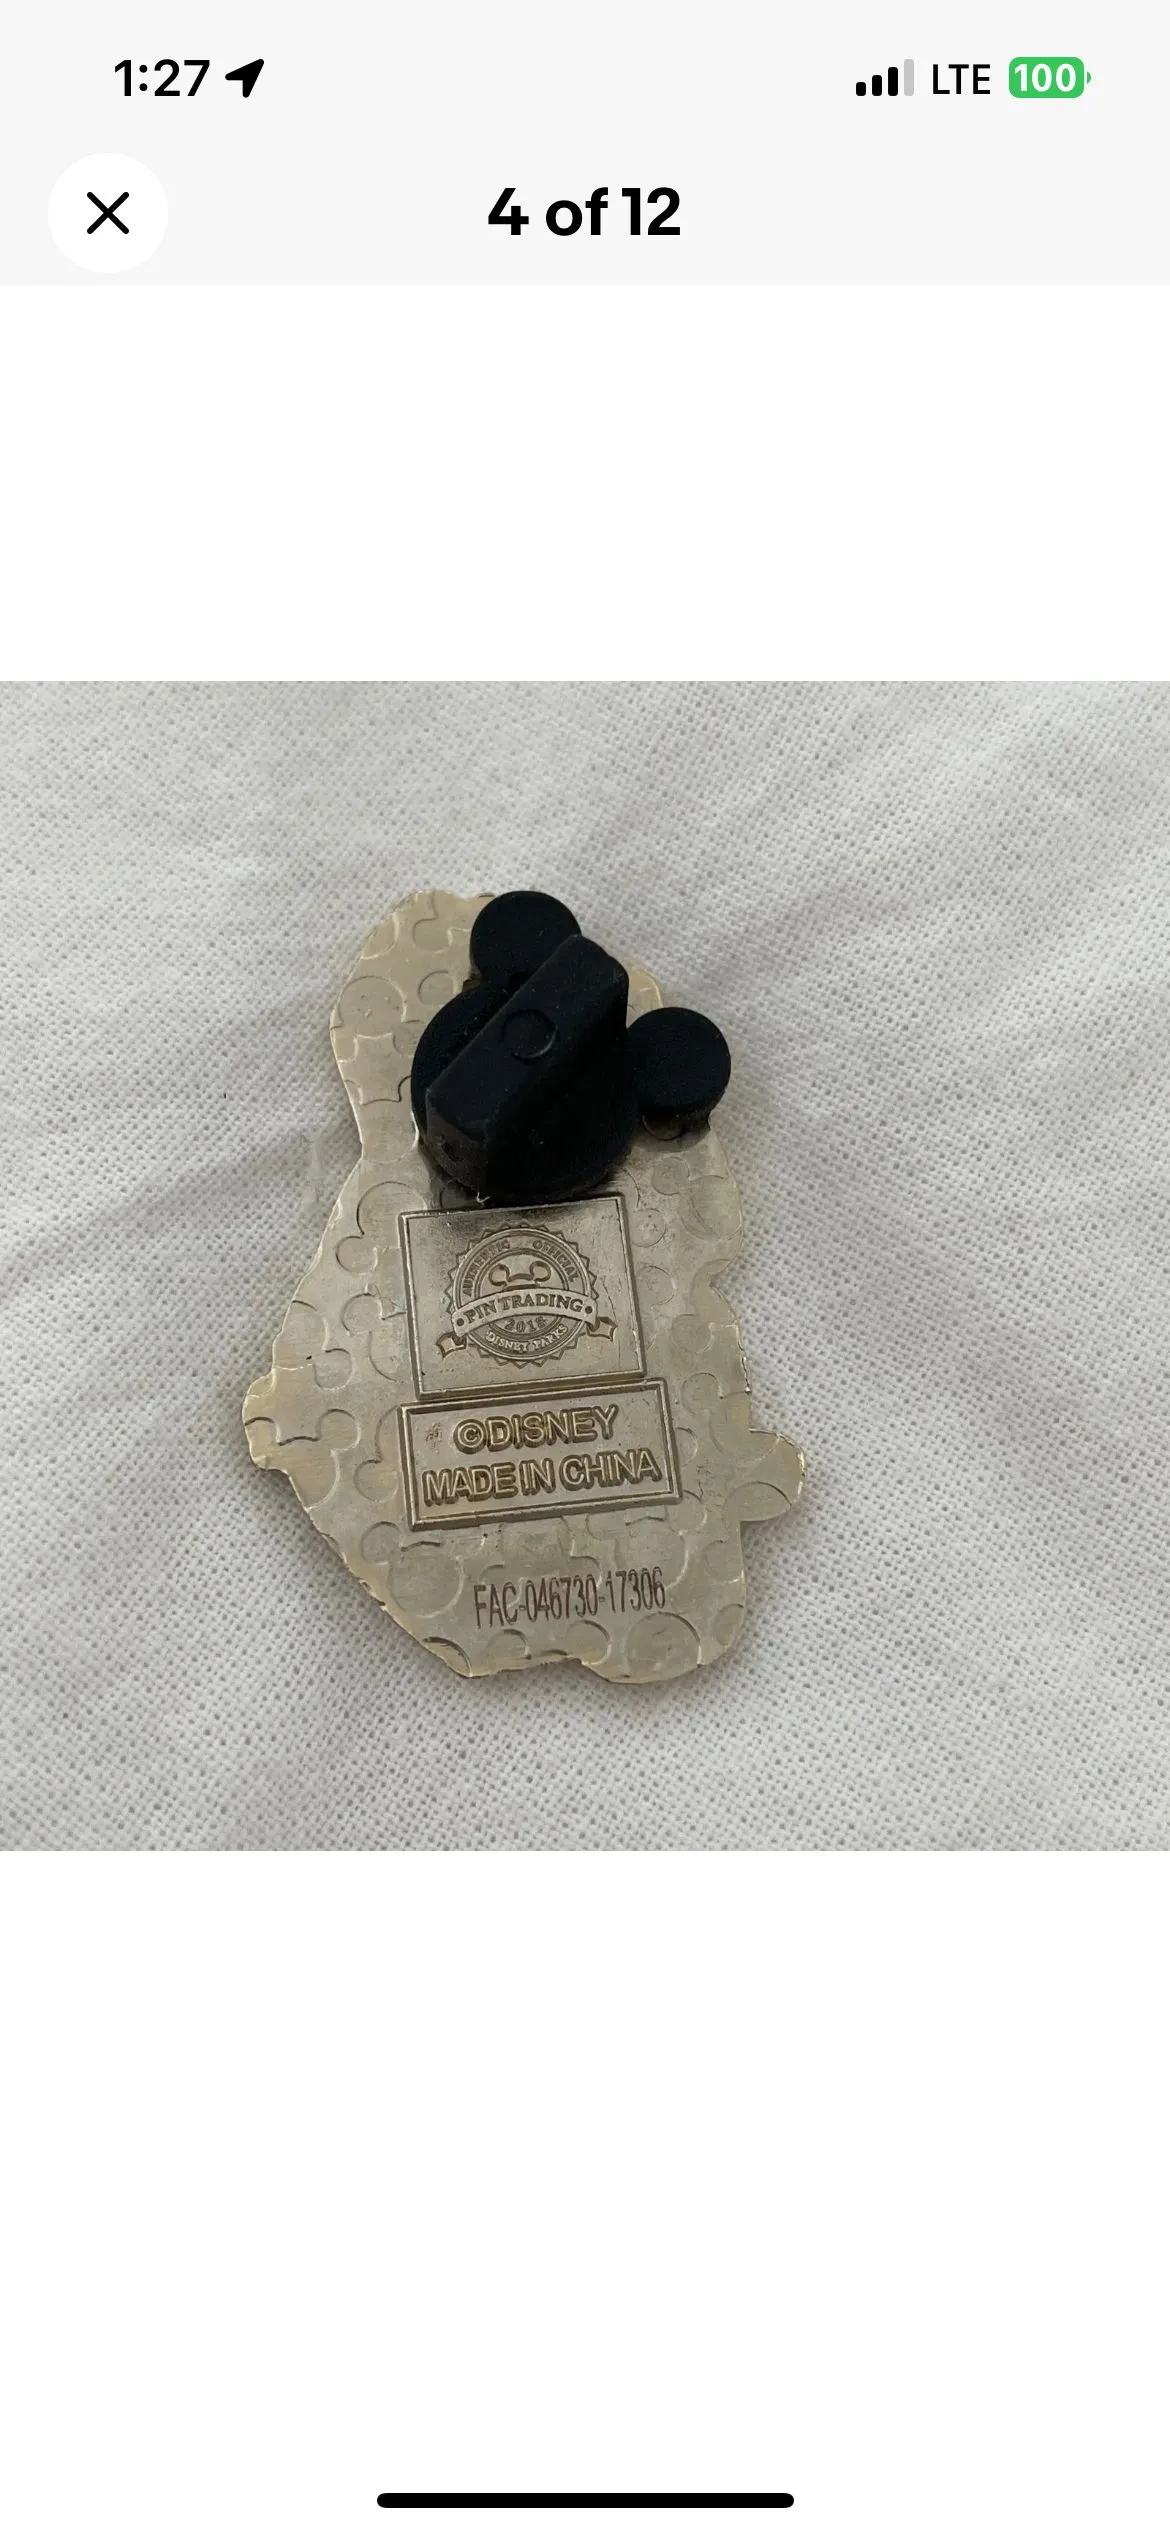 1:27
LTE 100
4 of 12
AUTHENTIC OFFICIAL
PIN TRADING
2018
DISNEY PARKS
©DISNEY
MADE IN CHINA
FAC-046730-17306